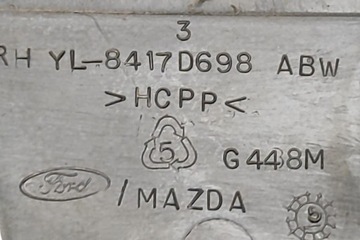 3
RH YL-8417D698 ABW
>HCPP<
5 G448M
Ford / MAZDA